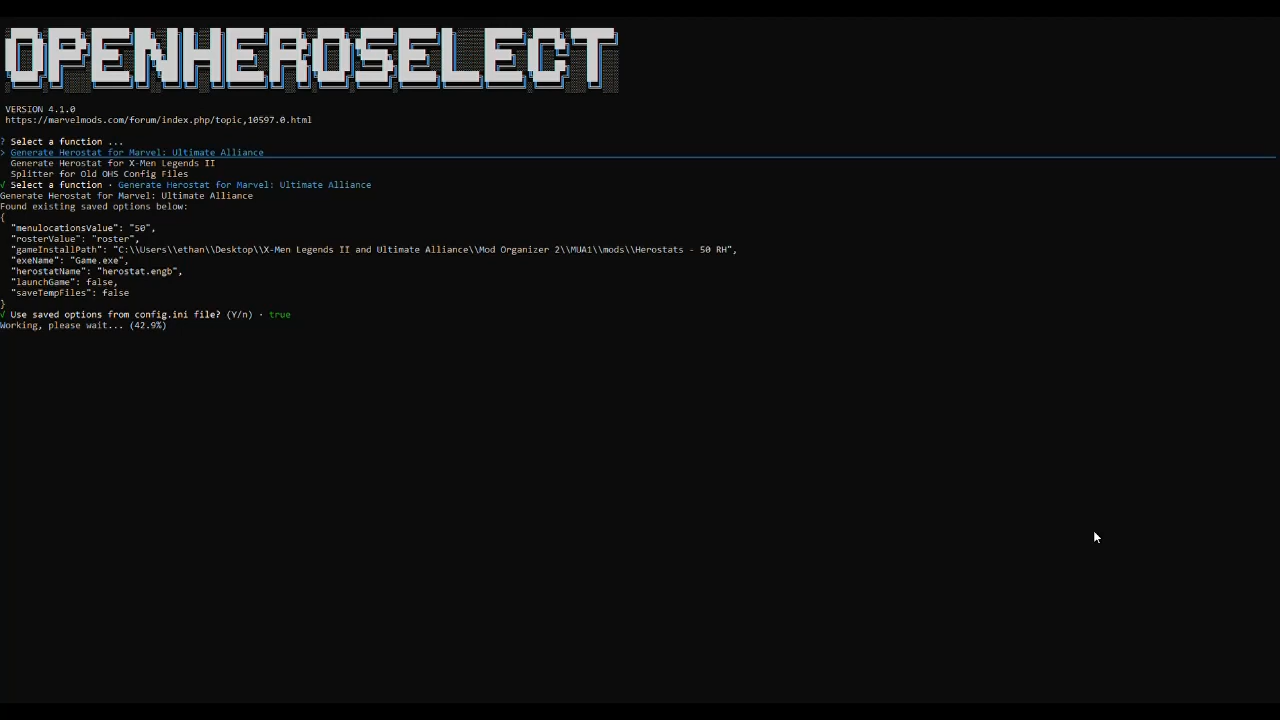 OPENHEROSELECT
VERSION 4.1.0
https://marvelmods.com/forum/index.php/topic,10597.0.html
? Select a function ...
> Generate Herostat for Marvel: Ultimate Alliance
Generate Herostat for X-Men Legends II
Splitter for Old OHS Config Files
√ Select a function · Generate Herostat for Marvel: Ultimate Alliance
Generate Herostat for Marvel: Ultimate Alliance
Found existing saved options below:
{
"menulocationsValue": "50",
"rosterValue": "roster",
"gameInstallPath": "C:\\Users\\ethan\\Desktop\\X-Men Legends II and Ultimate Alliance\\Mod Organizer 2\\MUA1\\mods\\Herostats - 50 RH",
"exeName": "Game.exe",
"herostatName": "herostat.engb",
"launchGame": false,
"saveTempFiles": false
}
√ Use saved options from config.ini file? (Y/n) · true
Working, please wait... (42.9%)